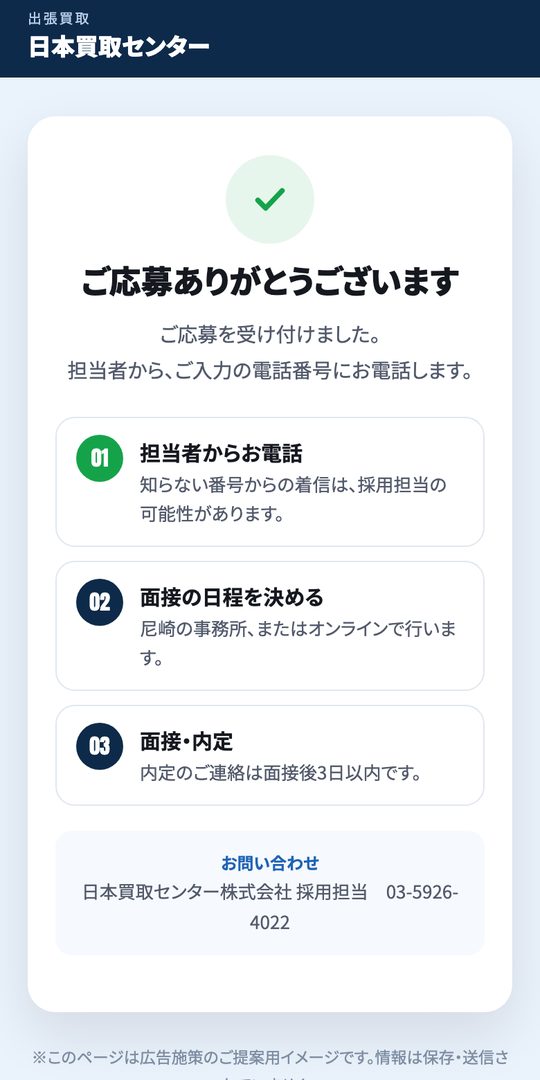 出張買取
日本買取センター
ご応募ありがとうございます
ご応募を受け付けました。
担当者から、ご入力の電話番号にお電話します。
01
担当者からお電話
知らない番号からの着信は、採用担当の
可能性があります。
02
面接の日程を決める
尼崎の事務所、またはオンラインで行いま
す。
03
面接・内定
内定のご連絡は面接後3日以内です。
お問い合わせ
日本買取センター株式会社 採用担当　03-5926-
4022
※このページは広告施策のご提案用イメージです。情報は保存・送信さ